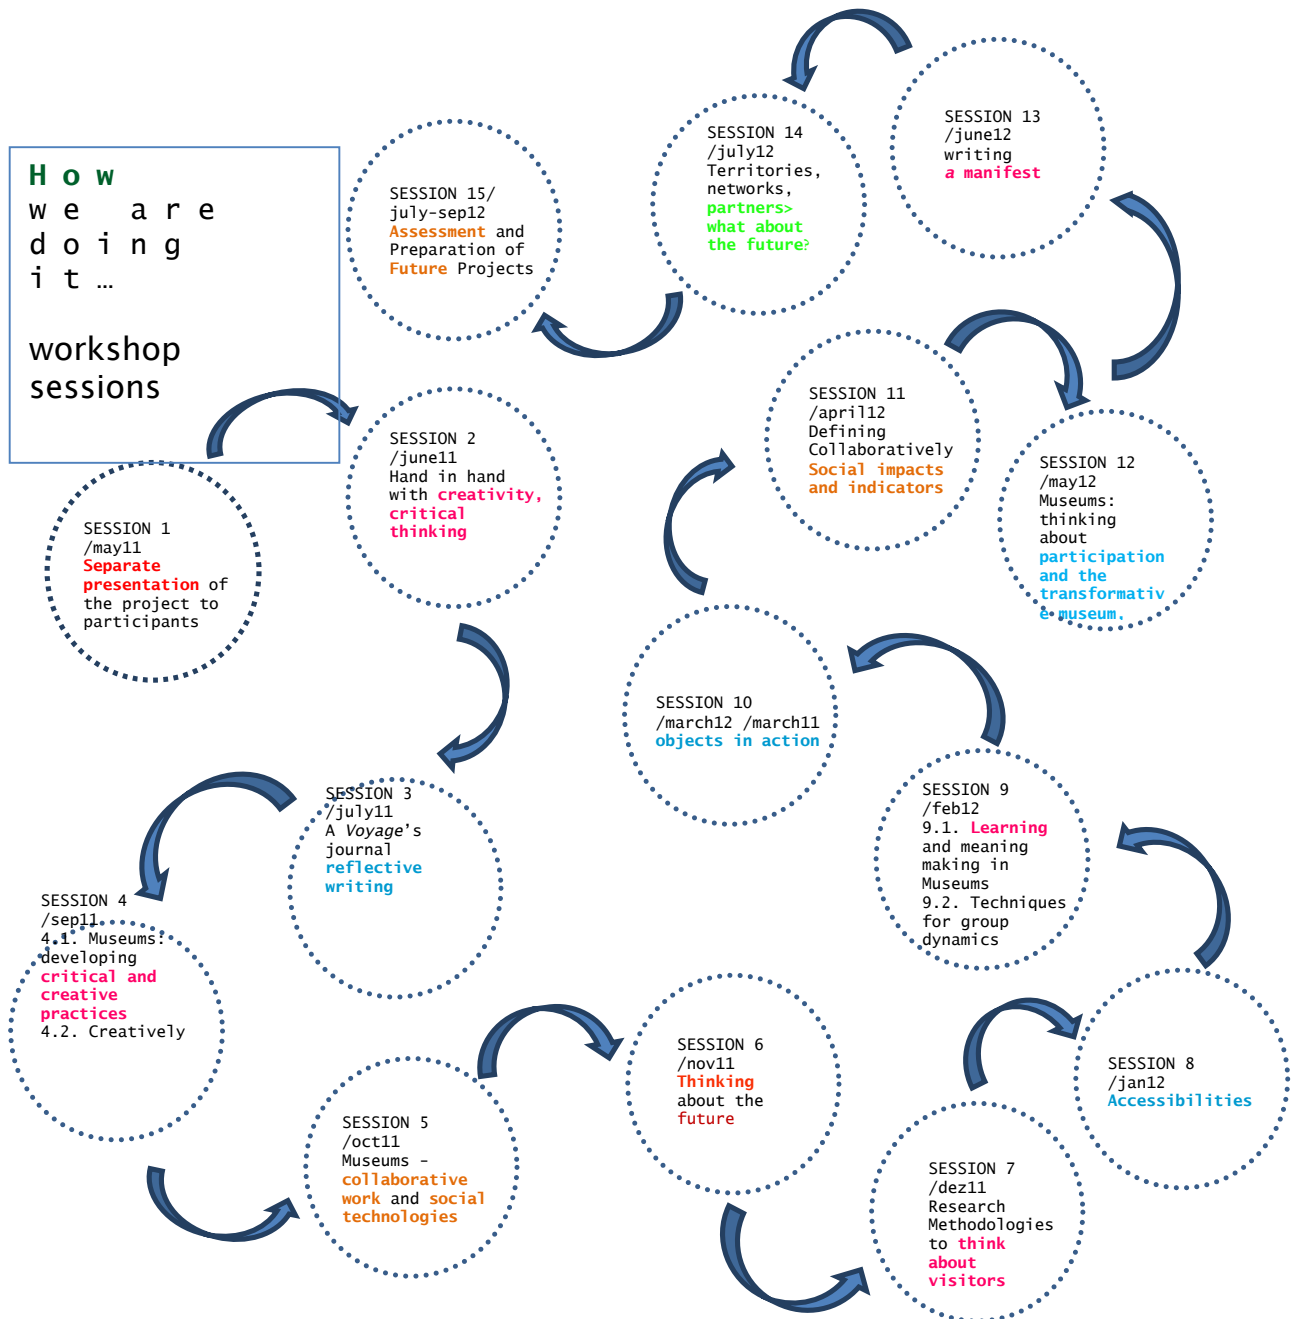 H o w
w e a r e
d o i n g
i t …
workshop
sessions
SESSION 1
/may11
Separate
presentation of
the project to
participants
SESSION 2
/june11
Hand in hand
with creativity,
critical
thinking
SESSION 3
/july11
A Voyage's
journal
reflective
writing
SESSION 4
/sep11
4.1. Museums:
developing
critical and
creative
practices
4.2. Creatively
SESSION 5
/oct11
Museums –
collaborative
work and social
technologies
SESSION 6
/nov11
Thinking
about the
future
SESSION 7
/dez11
Research
Methodologies
to think
about
visitors
SESSION 8
/jan12
Accessibilities
SESSION 9
/feb12
9.1. Learning
and meaning
making in
Museums
9.2. Techniques
for group
dynamics
SESSION 10
/march12 /march11
objects in action
SESSION 11
/april12
Defining
Collaboratively
Social impacts
and indicators
SESSION 12
/may12
Museums:
thinking
about
participation
and the
transformativ
e museum.
SESSION 13
/june12
writing
a manifest
SESSION 14
/july12
Territories,
networks,
partners>
what about
the future?
SESSION 15/
july-sep12
Assessment and
Preparation of
Future Projects